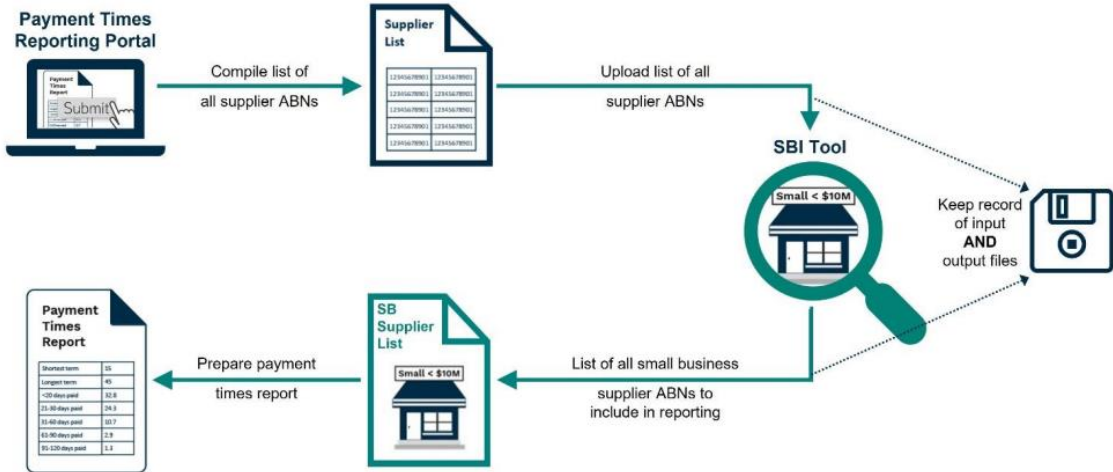 Payment Times
Reporting Portal
Payment
Times
Report
Submit
Compile list of
all supplier ABNs
Supplier
List
12345678901 12345678901
12345678901 12345678901
12345678901 12345678901
12345678901 12345678901
12345678901 12345678901
Upload list of all
supplier ABNs
SBI Tool
Small < $10M
Keep record
of input
AND
output files
List of all small business
supplier ABNs to
include in reporting
SB
Supplier
List
Small < $10M
Prepare payment
times report
Payment
Times
Report
Shortest term 15
Longest term 45
<20 days paid 32.8
21-30 days paid 24.3
31-60 days paid 10.7
61-90 days paid 2.9
91-120 days paid 1.3